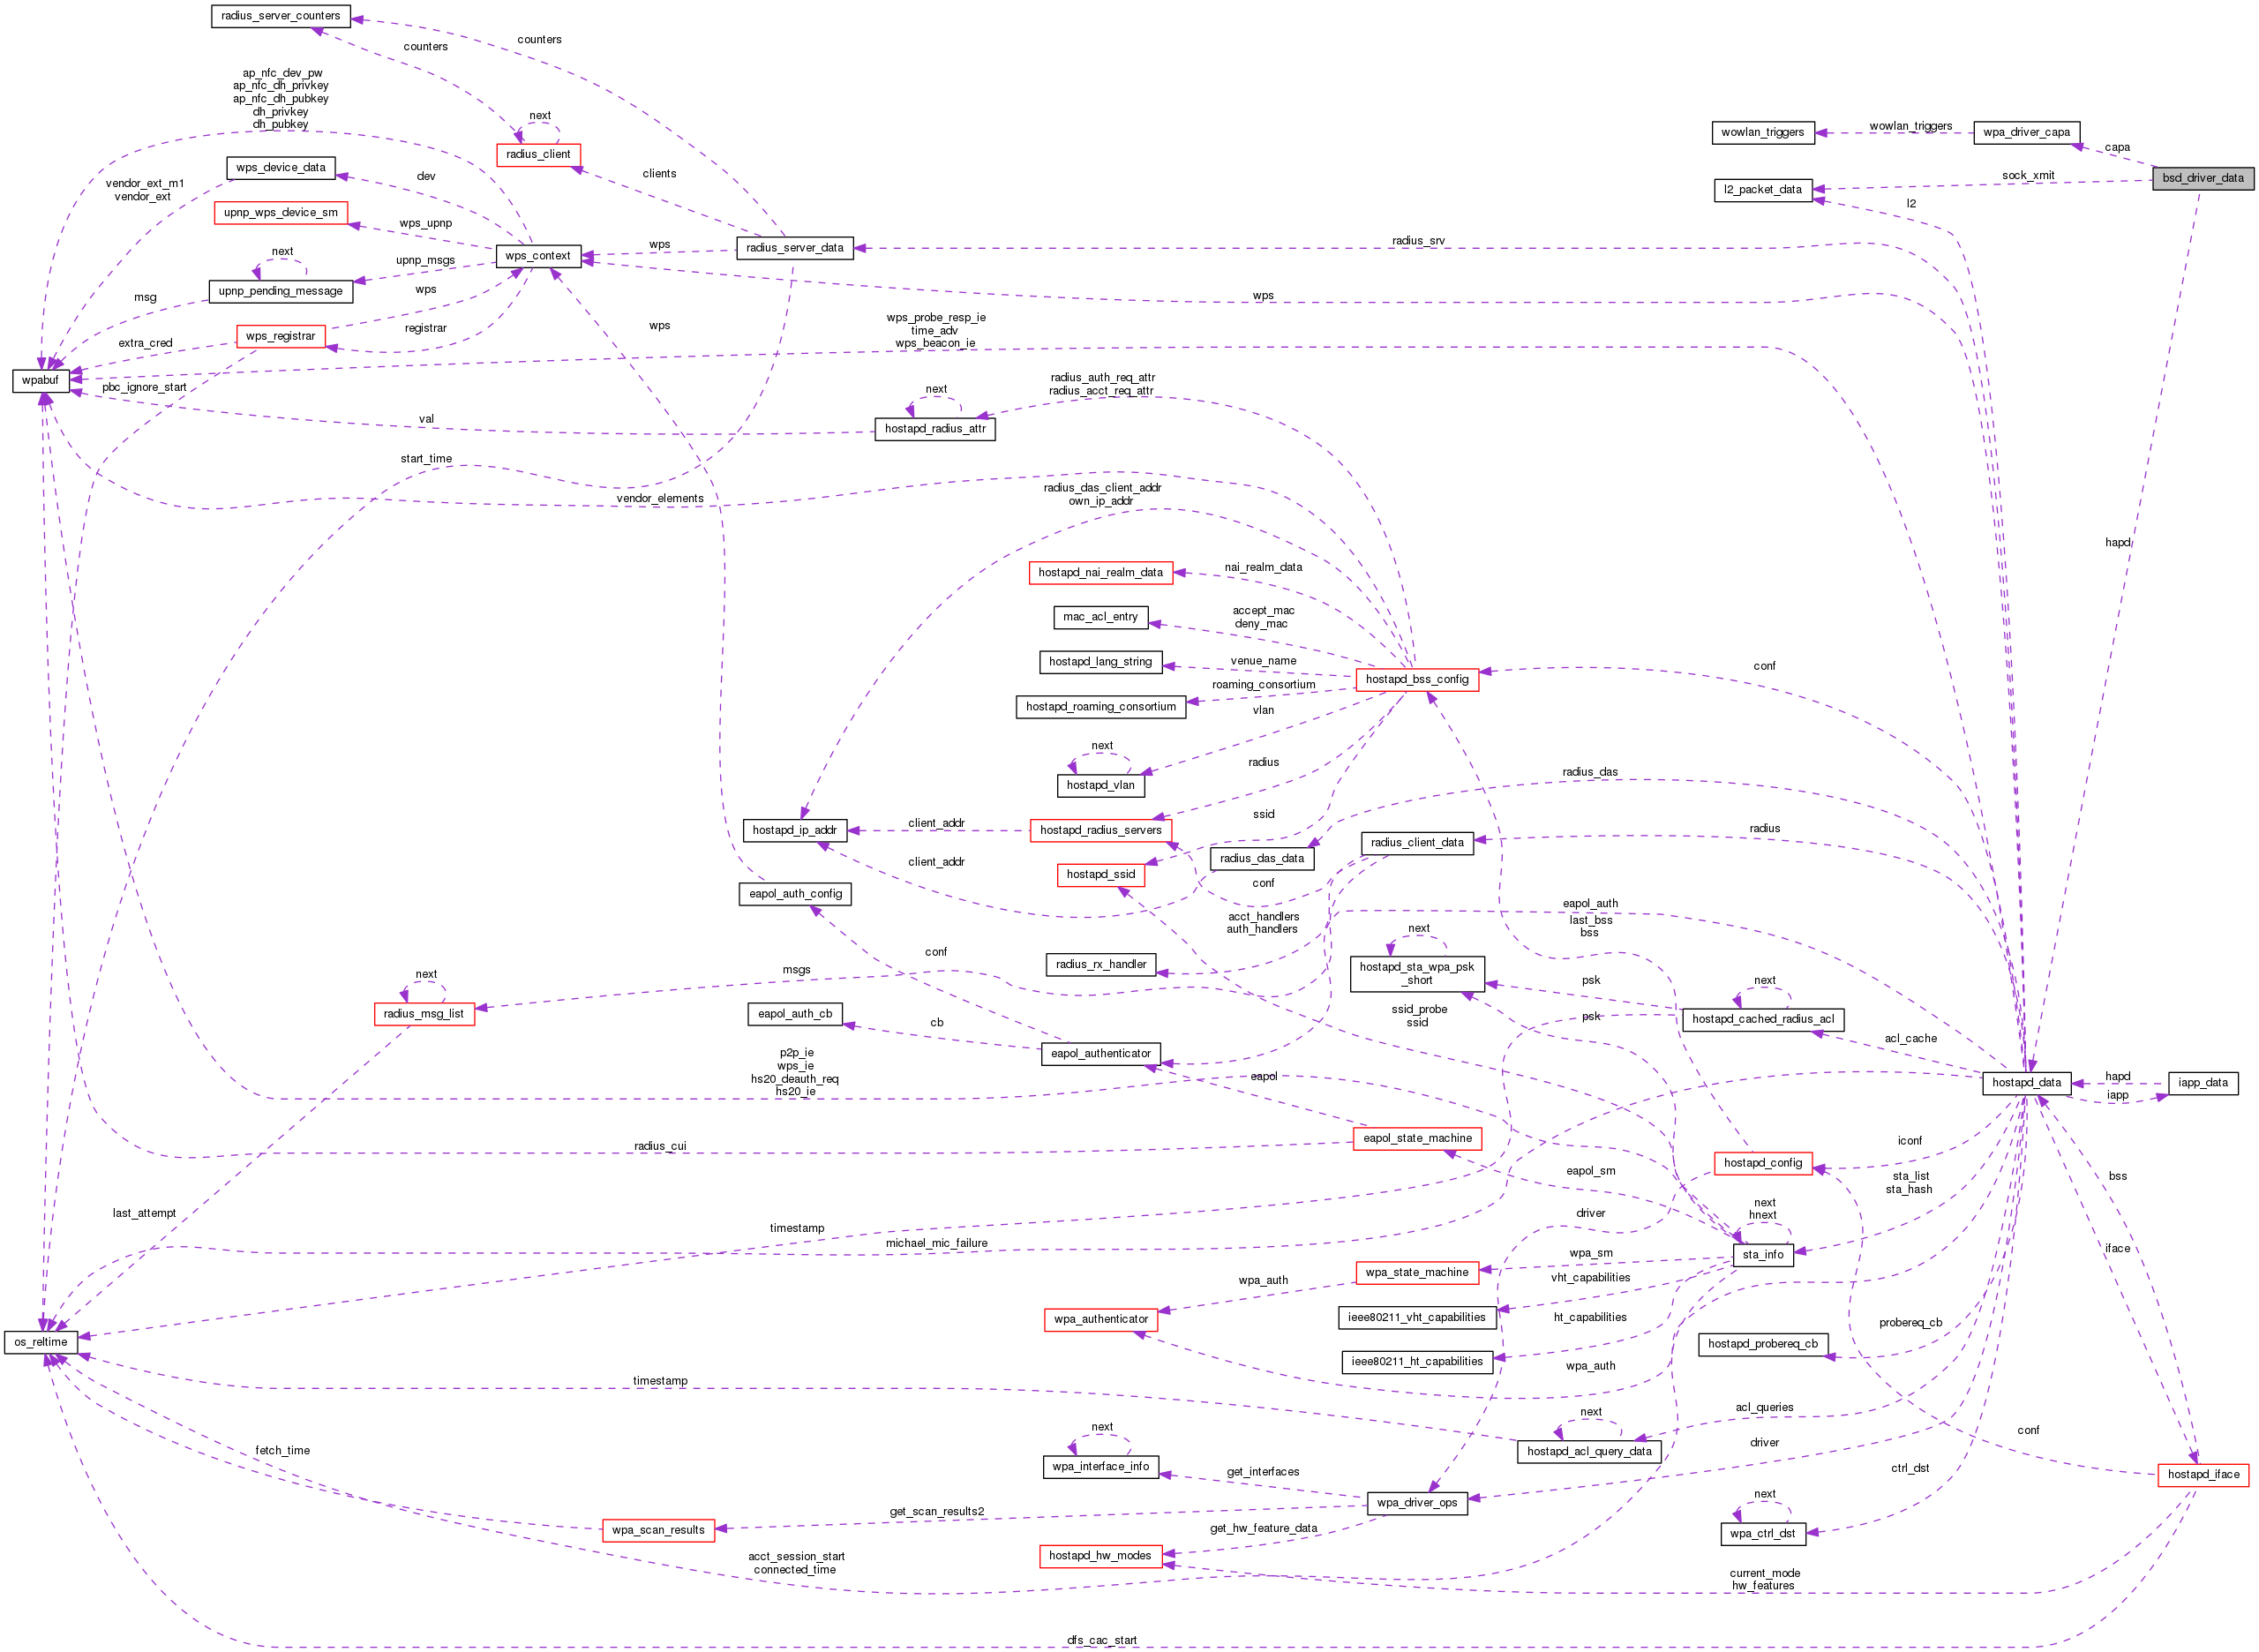 radius_server_counters
counters
counters
ap_nfc_dev_pw
ap_nfc_dh_privkey
ap_nfc_dh_pubkey
dh_privkey
dh_pubkey
next
radius_client
wowlan_triggers
wowlan_triggers
wpa_driver_capa
capa
bsd_driver_data
wps_device_data
dev
clients
l2_packet_data
sock_xmit
l2
vendor_ext_m1
vendor_ext
upnp_wps_device_sm
wps_upnp
wps_context
wps
radius_server_data
radius_srv
next
upnp_msgs
upnp_pending_message
msg
wps
wps
registrar
wps
wps_registrar
extra_cred
wps_probe_resp_ie
time_adv
wps_beacon_ie
hapd
wpabuf
pbc_ignore_start
radius_auth_req_attr
radius_acct_req_attr
next
val
hostapd_radius_attr
start_time
vendor_elements
radius_das_client_addr
own_ip_addr
hostapd_nai_realm_data
nai_realm_data
mac_acl_entry
accept_mac
deny_mac
hostapd_lang_string
venue_name
hostapd_bss_config
conf
roaming_consortium
hostapd_roaming_consortium
vlan
next
hostapd_vlan
radius
radius_das
hostapd_ip_addr
client_addr
hostapd_radius_servers
ssid
radius_client_data
radius
client_addr
hostapd_ssid
radius_das_data
conf
eapol_auth_config
acct_handlers
auth_handlers
eapol_auth
last_bss
bss
conf
next
radius_rx_handler
hostapd_sta_wpa_psk
_short
msgs
next
radius_msg_list
psk
next
hostapd_cached_radius_acl
eapol_auth_cb
cb
ssid_probe
ssid
psk
acl_cache
eapol_authenticator
p2p_ie
wps_ie
hs20_deauth_req
hs20_ie
eapol
hostapd_data
hapd
iapp
iapp_data
radius_cui
eapol_state_machine
iconf
hostapd_config
eapol_sm
sta_list
sta_hash
bss
last_attempt
timestamp
driver
next
hnext
michael_mic_failure
sta_info
iface
wpa_sm
wpa_state_machine
wpa_auth
vht_capabilities
wpa_authenticator
ieee80211_vht_capabilities
ht_capabilities
probereq_cb
hostapd_probereq_cb
os_reltime
ieee80211_ht_capabilities
wpa_auth
timestamp
acl_queries
next
next
conf
fetch_time
hostapd_acl_query_data
driver
wpa_interface_info
get_interfaces
ctrl_dst
hostapd_iface
next
wpa_driver_ops
get_scan_results2
wpa_scan_results
get_hw_feature_data
wpa_ctrl_dst
acct_session_start
connected_time
hostapd_hw_modes
current_mode
hw_features
dfs_cac_start